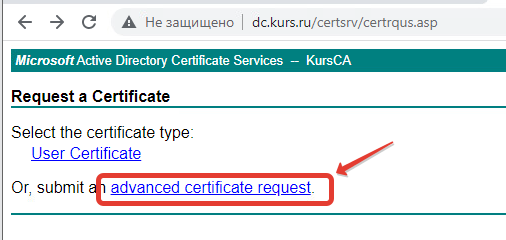 Не защищено | dc.kurs.ru/certsrv/certrqus.asp
Microsoft Active Directory Certificate Services -- KursCA
Request a Certificate
Select the certificate type:
User Certificate
Or, submit an advanced certificate request.